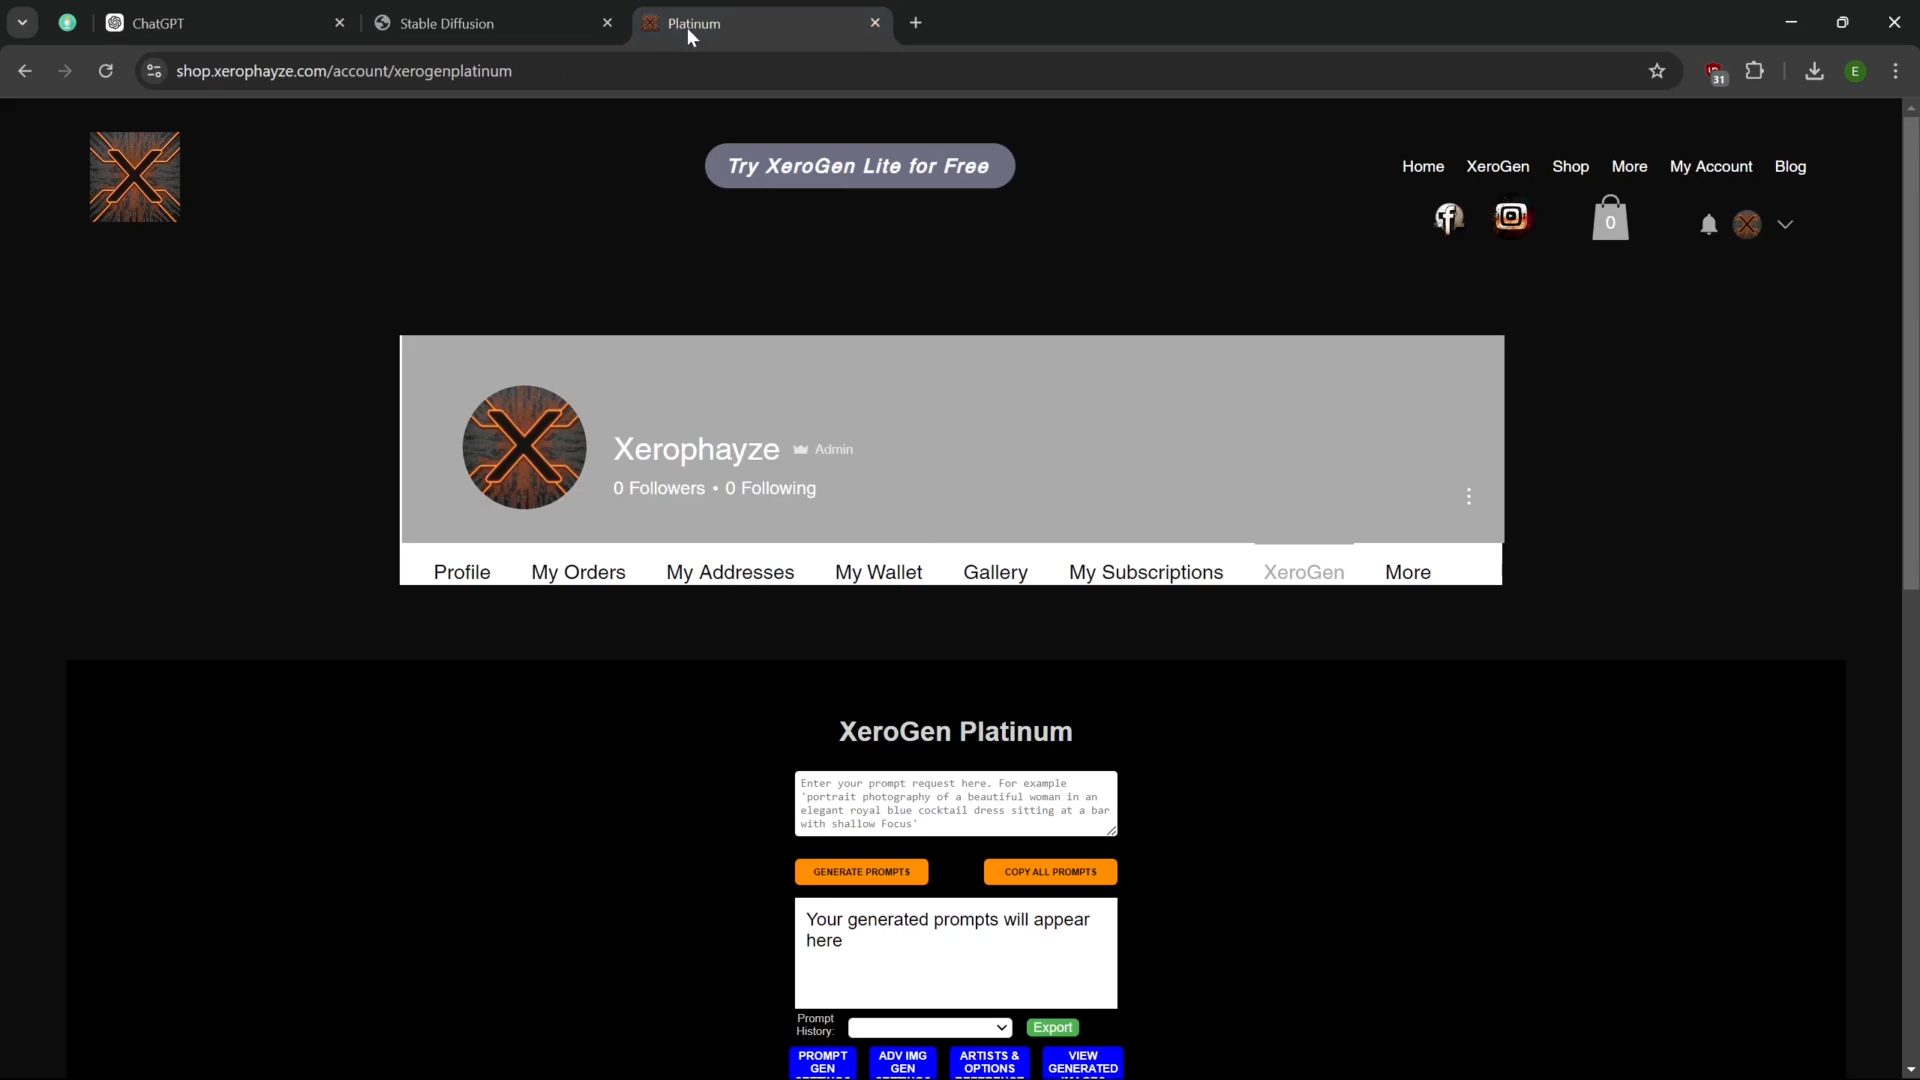 ChatGPT
Stable Diffusion
Platinum
shop.xerophayze.com/account/xerogenplatinum
31
E
Try XeroGen Lite for Free
Home XeroGen Shop More My Account Blog
0
Xerophayze Admin
0 Followers • 0 Following
Profile My Orders My Addresses My Wallet Gallery My Subscriptions XeroGen More
XeroGen Platinum
Enter your prompt request here. For example
'portrait photography of a beautiful woman in an
elegant royal blue cocktail dress sitting at a bar
with shallow Focus'
GENERATE PROMPTS COPY ALL PROMPTS
Your generated prompts will appear
here
Prompt
History:
Export
PROMPT ADV IMG ARTISTS & VIEW
GEN GEN OPTIONS GENERATED